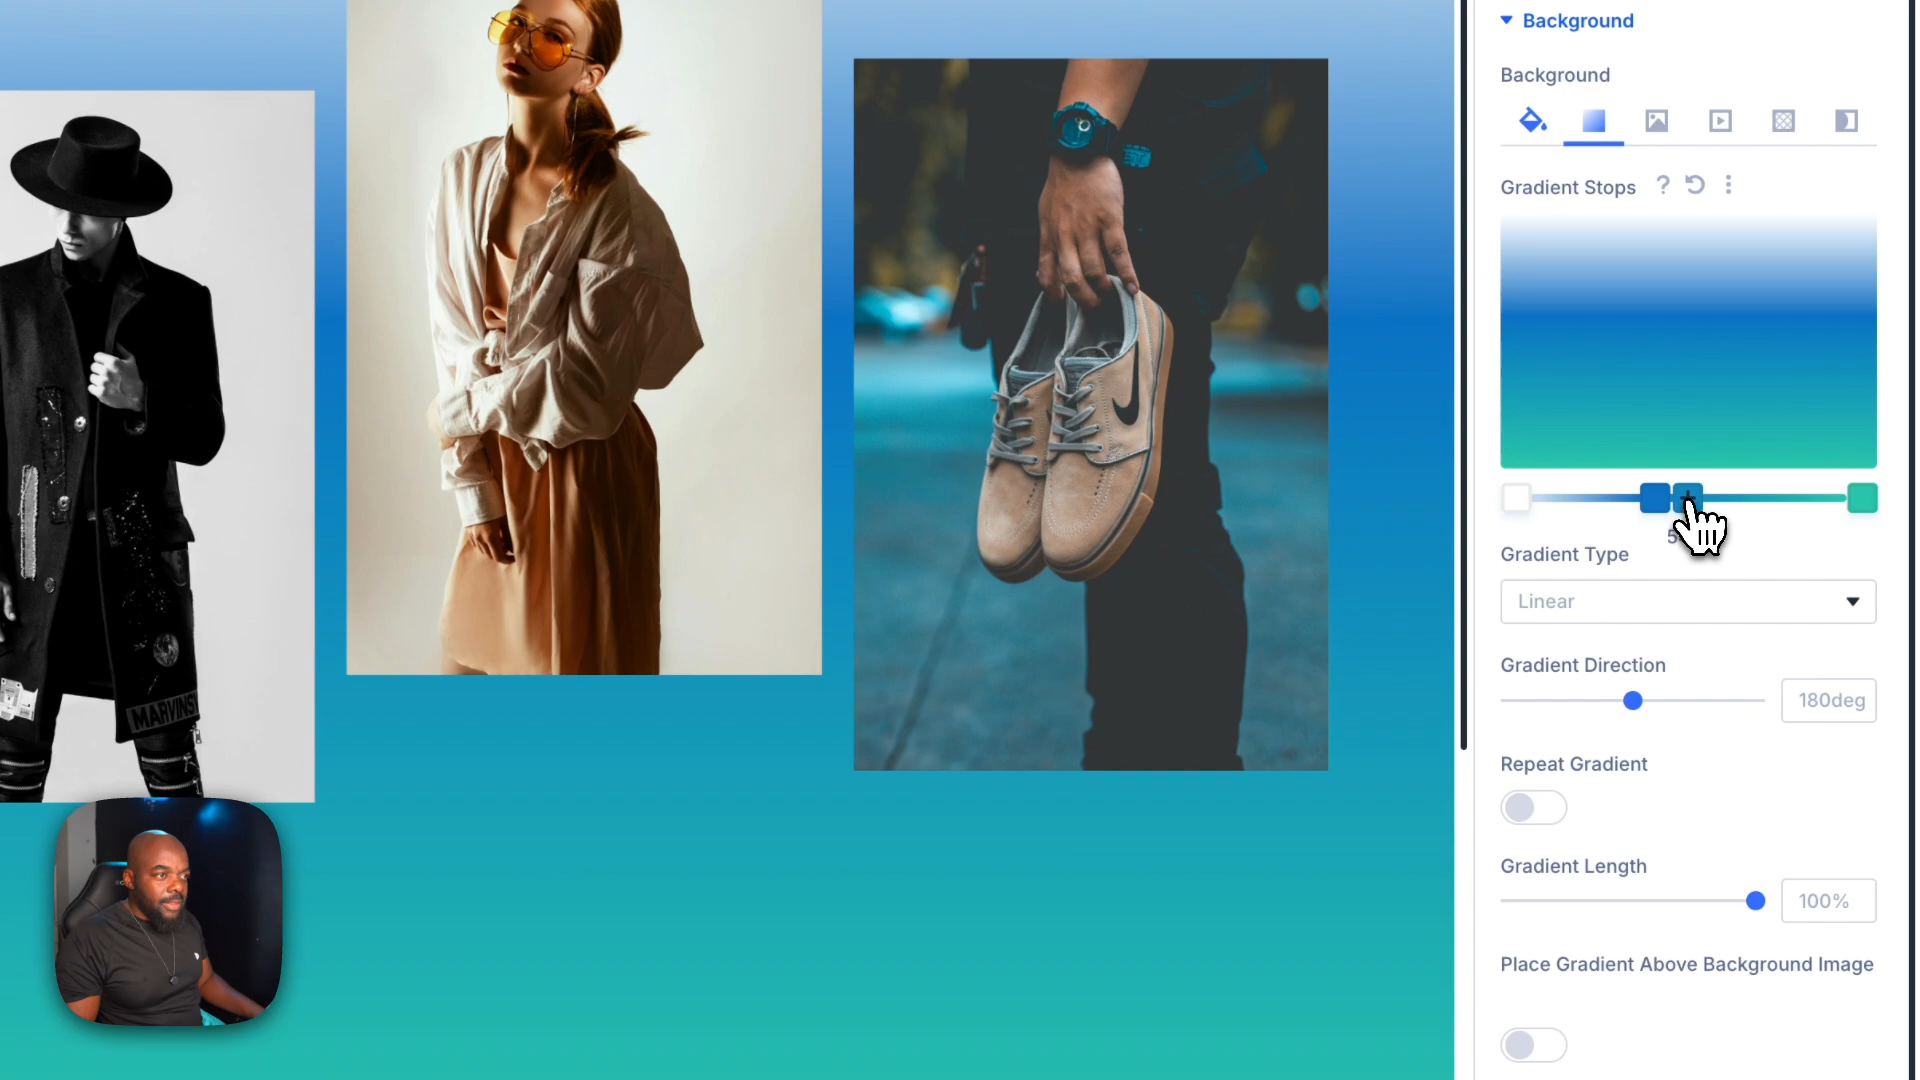 Background
Background
Gradient Stops ?
Gradient Type
Linear
Gradient Direction
180deg
Repeat Gradient
Gradient Length
100%
Place Gradient Above Background Image
MARVINS